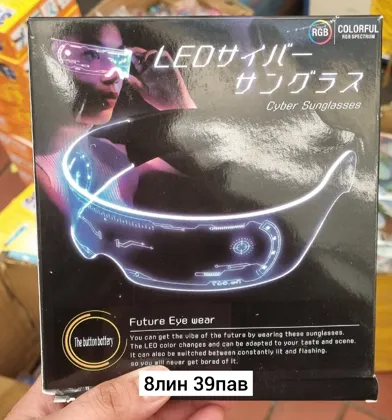 RGB
COLORFUL
RGB SPECTRUM
LEDサイバー
サングラス
Cyber Sunglasses
The button battery
Future Eye wear
You can get the vibe of the future by wearing these sunglasses.
The LED color changes and can be adapted to your taste and scene.
It can also be switched between constantly lit and flashing.
so you will never get bored of it.
8лин 39пав